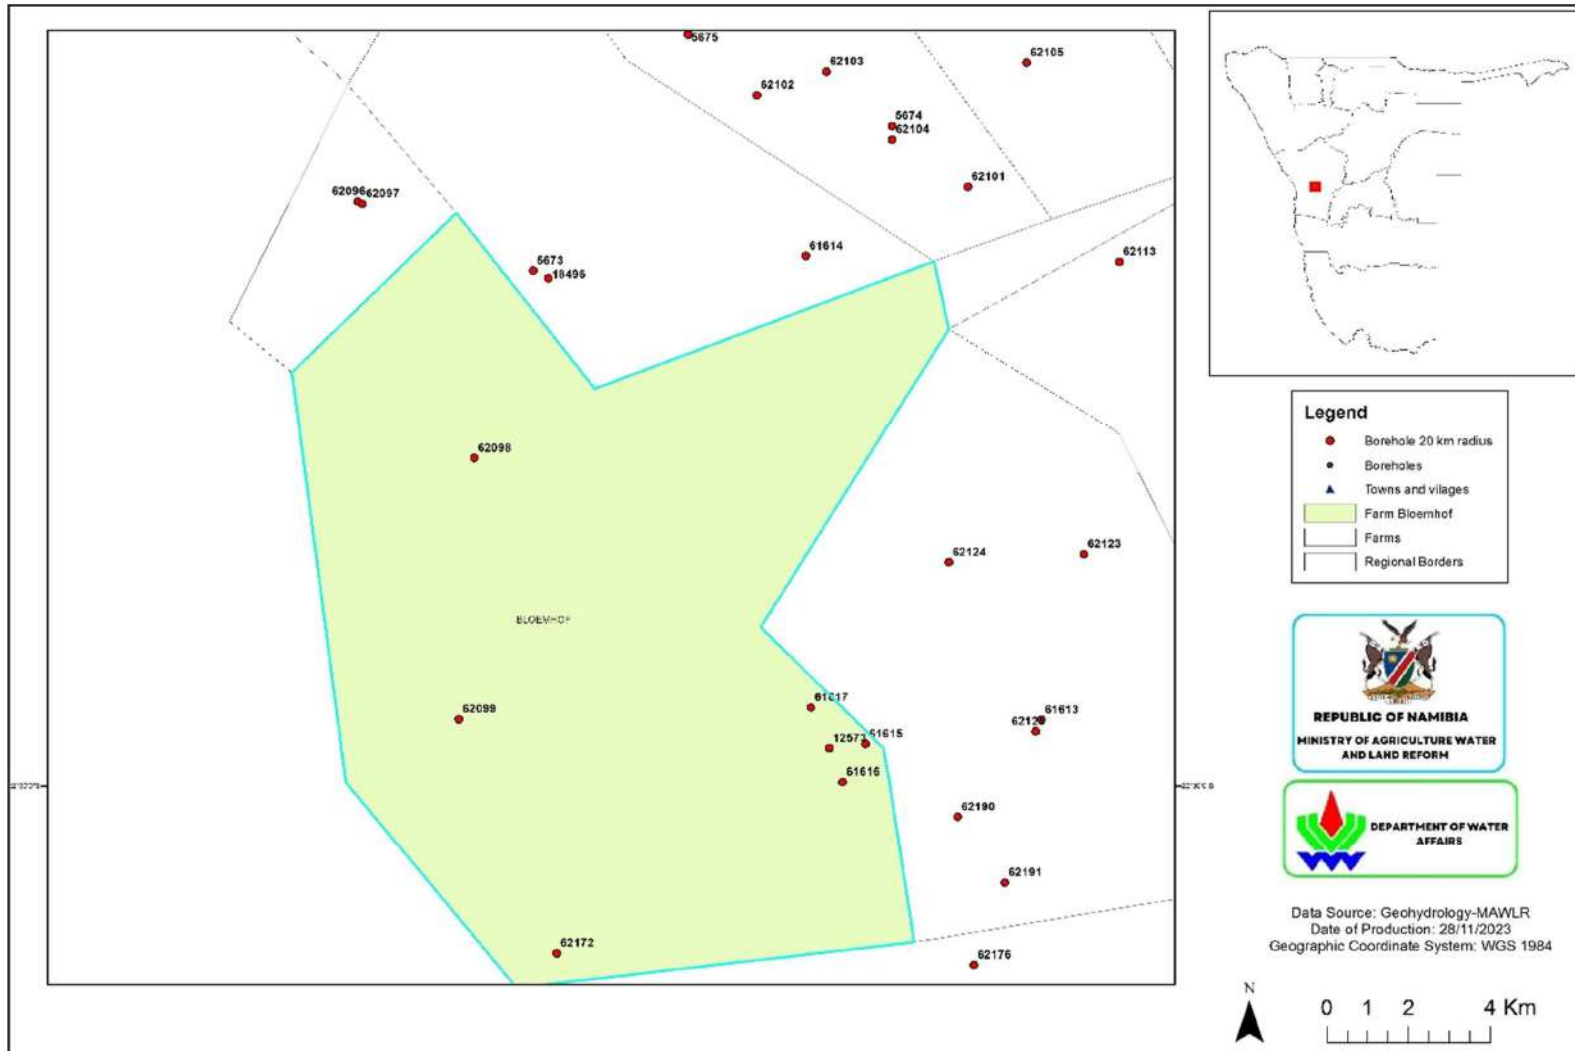 5675
62103
62105
62102
5674
62104
62101
62096
62097
61614
62113
5673
18496
62098
62124
62123
BLOEMHOF
61617
62099
61613
12573
61615
61616
62190
62191
62172
62176
Legend
Borehole 20 km radius
Boreholes
Towns and vilages
Farm Bloemhof
Farms
Regional Borders
REPUBLIC OF NAMIBIA
MINISTRY OF AGRICULTURE WATER
AND LAND REFORM
DEPARTMENT OF WATER
AFFAIRS
Data Source: Geohydrology-MAWLR
Date of Production: 28/11/2023
Geographic Coordinate System: WGS 1984
N
0 1 2 4 Km